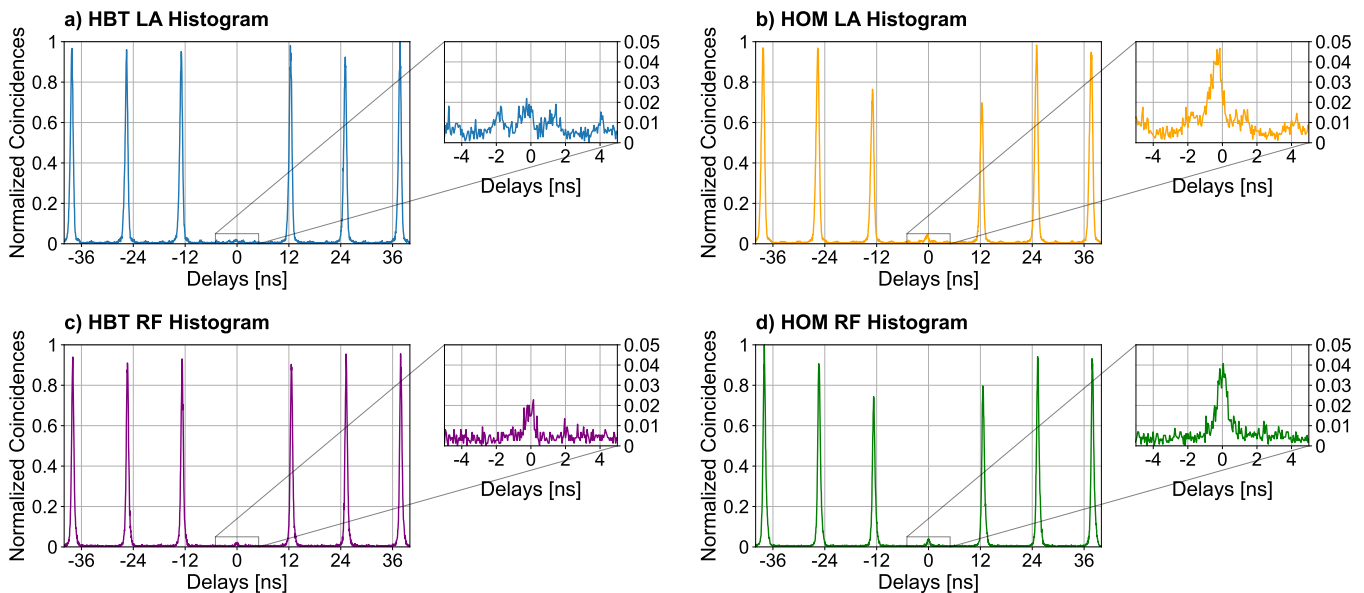 a) HBT LA Histogram
Normalized Coincidences
1
0.8
0.6
0.4
0.2
0
-36 -24 -12 0 12 24 36
Delays [ns]
0.05
0.04
0.03
0.02
0.01
0
-4 -2 0 2 4
Delays [ns]
b) HOM LA Histogram
Normalized Coincidences
1
0.8
0.6
0.4
0.2
0
-36 -24 -12 0 12 24 36
Delays [ns]
0.05
0.04
0.03
0.02
0.01
0
-4 -2 0 2 4
Delays [ns]
c) HBT RF Histogram
Normalized Coincidences
1
0.8
0.6
0.4
0.2
0
-36 -24 -12 0 12 24 36
Delays [ns]
0.05
0.04
0.03
0.02
0.01
0
-4 -2 0 2 4
Delays [ns]
d) HOM RF Histogram
Normalized Coincidences
1
0.8
0.6
0.4
0.2
0
-36 -24 -12 0 12 24 36
Delays [ns]
0.05
0.04
0.03
0.02
0.01
0
-4 -2 0 2 4
Delays [ns]